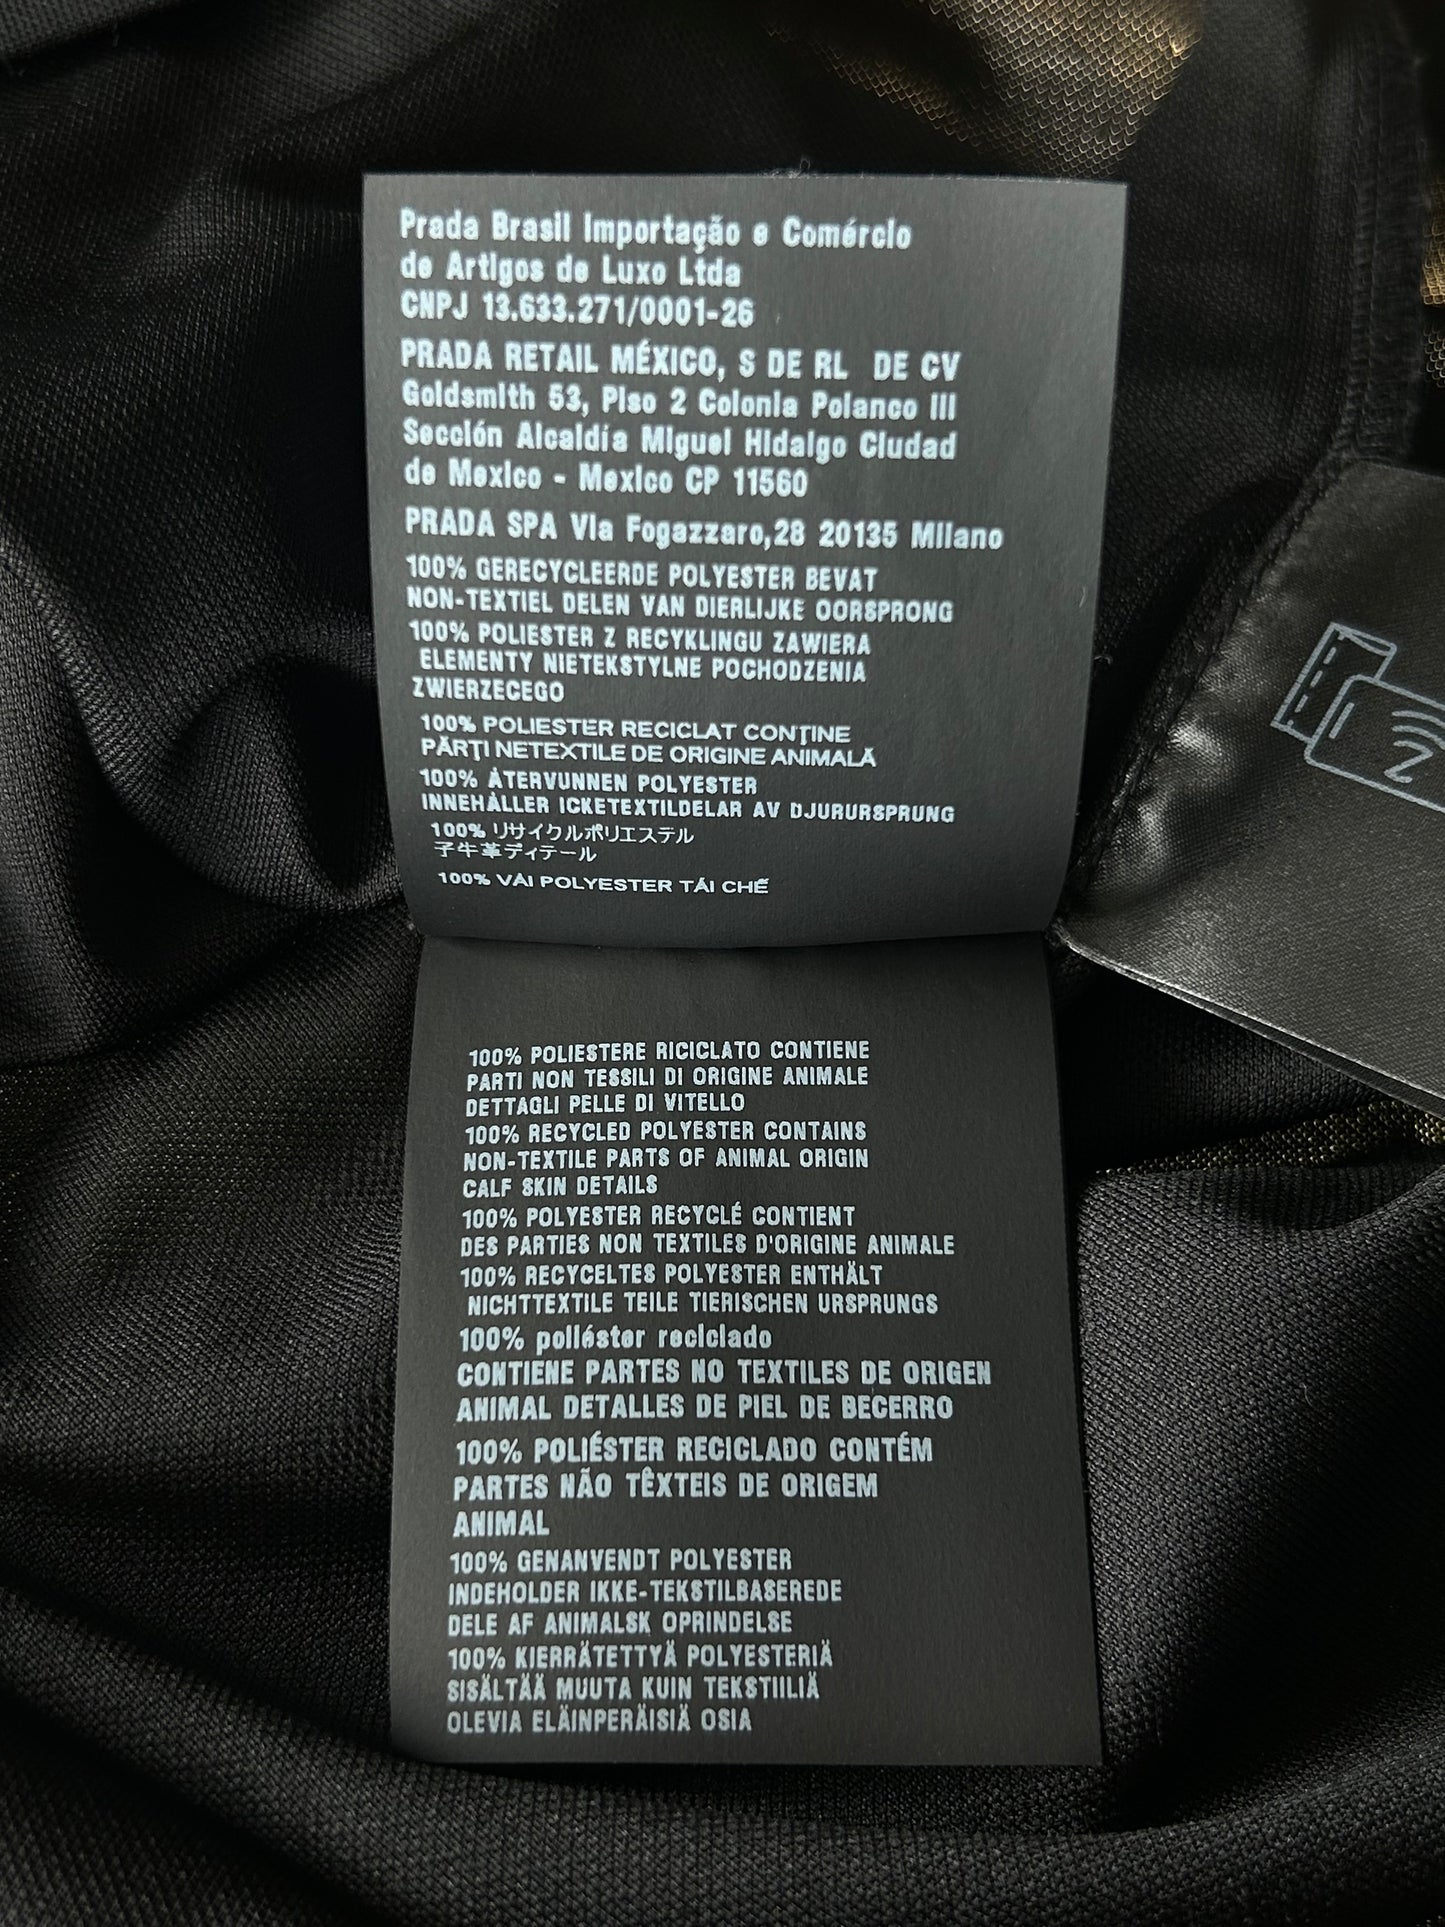 Prada Brasil Importação e Comércio
de Artigos de Luxo Ltda
CNPJ 13.633.271/0001-26
PRADA RETAIL MÉXICO, S DE RL DE CV
Goldsmith 53, Piso 2 Colonia Polanco III
Sección Alcaldía Miguel Hidalgo Ciudad
de Mexico - Mexico CP 11560
PRADA SPA Via Fogazzaro,28 20135 Milano
100% GERECYCLEERDE POLYESTER BEVAT
NON-TEXTIEL DELEN VAN DIERLIJKE OORSPRONG
100% POLIESTER Z RECYKLINGU ZAWIERA
ELEMENTY NIETEKSTYLNE POCHODZENIA
ZWIERZECEGO
100% POLIESTER RECICLAT CONȚINE
PĂRȚI NETEXTILE DE ORIGINE ANIMALĂ
100% ÅTERVUNNEN POLYESTER
INNEHÅLLER ICKETEXTILDELAR AV DJURURSPRUNG
100% リサイクルポリエステル
子牛革ディテール
100% VẢI POLYESTER TÁI CHẾ
100% POLIESTERE RICICLATO CONTIENE
PARTI NON TESSILI DI ORIGINE ANIMALE
DETTAGLI PELLE DI VITELLO
100% RECYCLED POLYESTER CONTAINS
NON-TEXTILE PARTS OF ANIMAL ORIGIN
CALF SKIN DETAILS
100% POLYESTER RECYCLÉ CONTIENT
DES PARTIES NON TEXTILES D'ORIGINE ANIMALE
100% RECYCELTES POLYESTER ENTHÄLT
NICHTTEXTILE TEILE TIERISCHEN URSPRUNGS
100% poliéster reciclado
CONTIENE PARTES NO TEXTILES DE ORIGEN
ANIMAL DETALLES DE PIEL DE BECERRO
100% POLIÉSTER RECICLADO CONTÉM
PARTES NÃO TÊXTEIS DE ORIGEM
ANIMAL
100% GENANVENDT POLYESTER
INDEHOLDER IKKE-TEKSTILBASEREDE
DELE AF ANIMALSK OPRINDELSE
100% KIERRÄTETTYÄ POLYESTERIÄ
SISÄLTÄÄ MUUTA KUIN TEKSTIILIÄ
OLEVIA ELÄINPERÄISIÄ OSIA
2